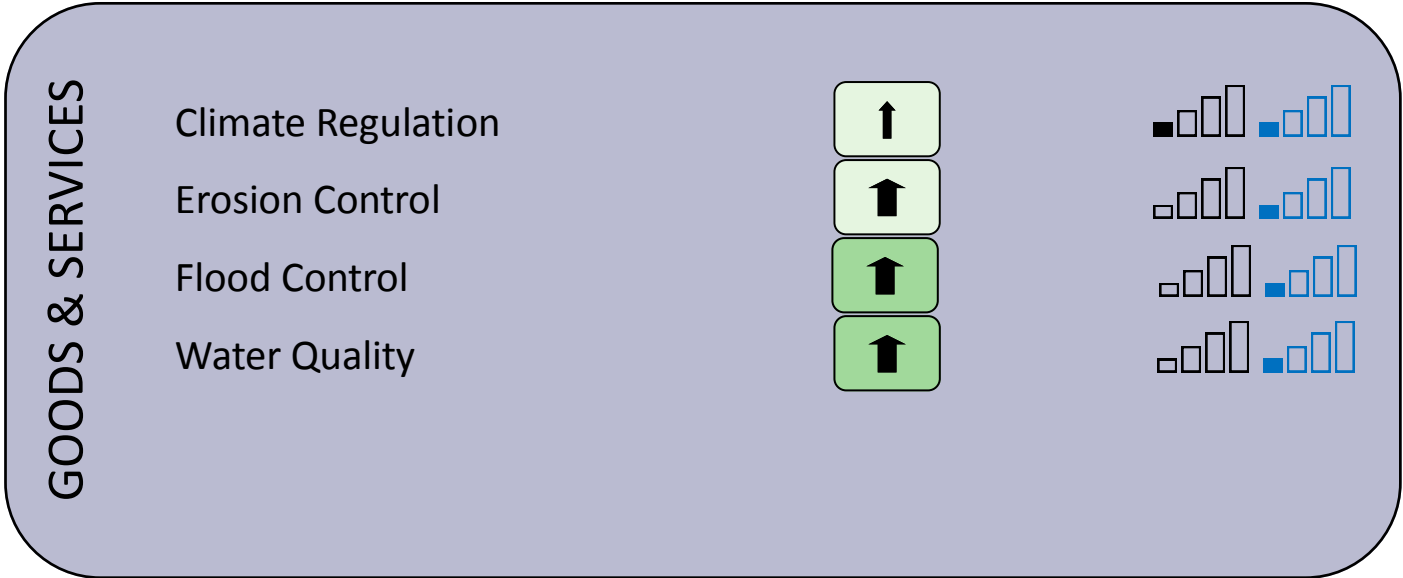 GOODS & SERVICES
Climate Regulation
Erosion Control
Flood Control
Water Quality